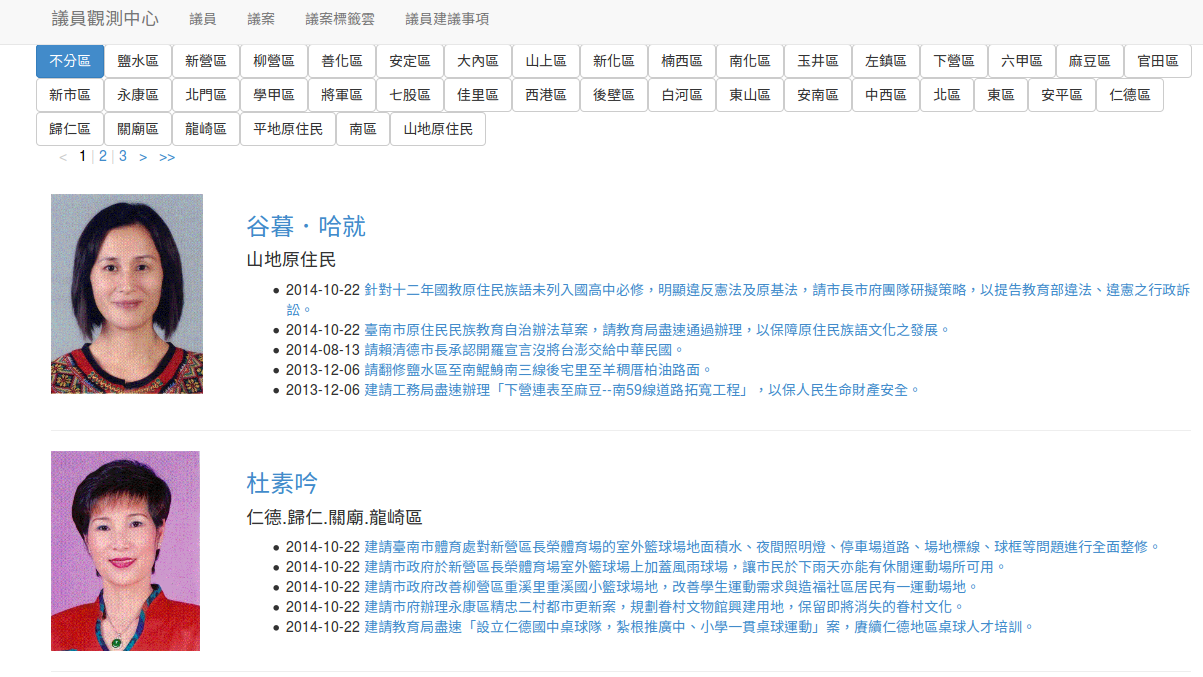 議員觀測中心 議員 議案 議案標籤雲 議員建議事項
不分區 鹽水區 新營區 柳營區 善化區 安定區 大內區 山上區 新化區 楠西區 南化區 玉井區 左鎮區 下營區 六甲區 麻豆區 官田區
新市區 永康區 北門區 學甲區 將軍區 七股區 佳里區 西港區 後壁區 白河區 東山區 安南區 中西區 北區 東區 安平區 仁德區
歸仁區 關廟區 龍崎區 平地原住民 南區 山地原住民
< 1 | 2 | 3 > >>
谷暮・哈就
山地原住民
2014-10-22 針對十二年國教原住民族語未列入國高中必修，明顯違反憲法及原基法，請市長市府團隊研擬策略，以提告教育部違法、違憲之行政訴
訟。
2014-10-22 臺南市原住民民族教育自治辦法草案，請教育局盡速通過辦理，以保障原住民族語文化之發展。
2014-08-13 請賴清德市長承認開羅宣言沒將台澎交給中華民國。
2013-12-06 請翻修鹽水區至南鯤鯓南三線後宅里至羊稠厝柏油路面。
2013-12-06 建請工務局盡速辦理「下營連表至麻豆--南59線道路拓寬工程」，以保人民生命財產安全。
杜素吟
仁德.歸仁.關廟.龍崎區
2014-10-22 建請臺南市體育處對新營區長榮體育場的室外籃球場地面積水、夜間照明燈、停車場道路、場地標線、球框等問題進行全面整修。
2014-10-22 建請市政府於新營區長榮體育場室外籃球場上加蓋風雨球場，讓市民於下雨天亦能有休閒運動場所可用。
2014-10-22 建請市政府改善柳營區重溪里重溪國小籃球場地，改善學生運動需求與造福社區居民有一運動場地。
2014-10-22 建請市府辦理永康區精忠二村都市更新案，規劃眷村文物館興建用地，保留即將消失的眷村文化。
2014-10-22 建請教育局盡速「設立仁德國中桌球隊，紮根推廣中、小學一貫桌球運動」案，賡續仁德地區桌球人才培訓。